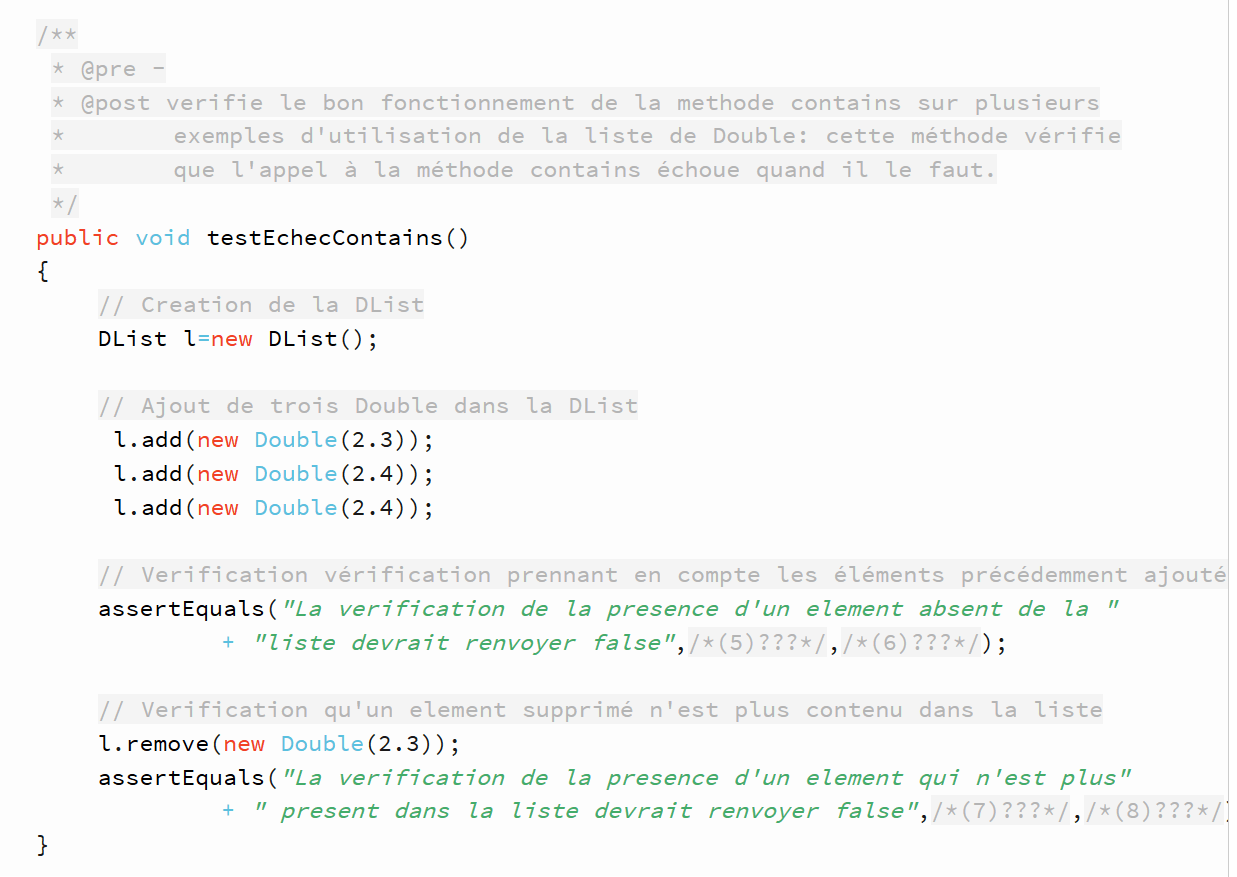 /**
* @pre -
* @post verifie le bon fonctionnement de la methode contains sur plusieurs
* exemples d'utilisation de la liste de Double: cette méthode vérifie
* que l'appel à la méthode contains échoue quand il le faut.
*/
public void testEchecContains()
{
// Creation de la DList
DList l=new DList();
// Ajout de trois Double dans la DList
l.add(new Double(2.3));
l.add(new Double(2.4));
l.add(new Double(2.4));
// Verification vérification prennant en compte les éléments précédemment ajouté
assertEquals("La verification de la presence d'un element absent de la "
+ "liste devrait renvoyer false",/*(5)???*/,/*(6)???*/);
// Verification qu'un element supprimé n'est plus contenu dans la liste
l.remove(new Double(2.3));
assertEquals("La verification de la presence d'un element qui n'est plus"
+ " present dans la liste devrait renvoyer false",/*(7)???*/,/*(8)???*/)
}